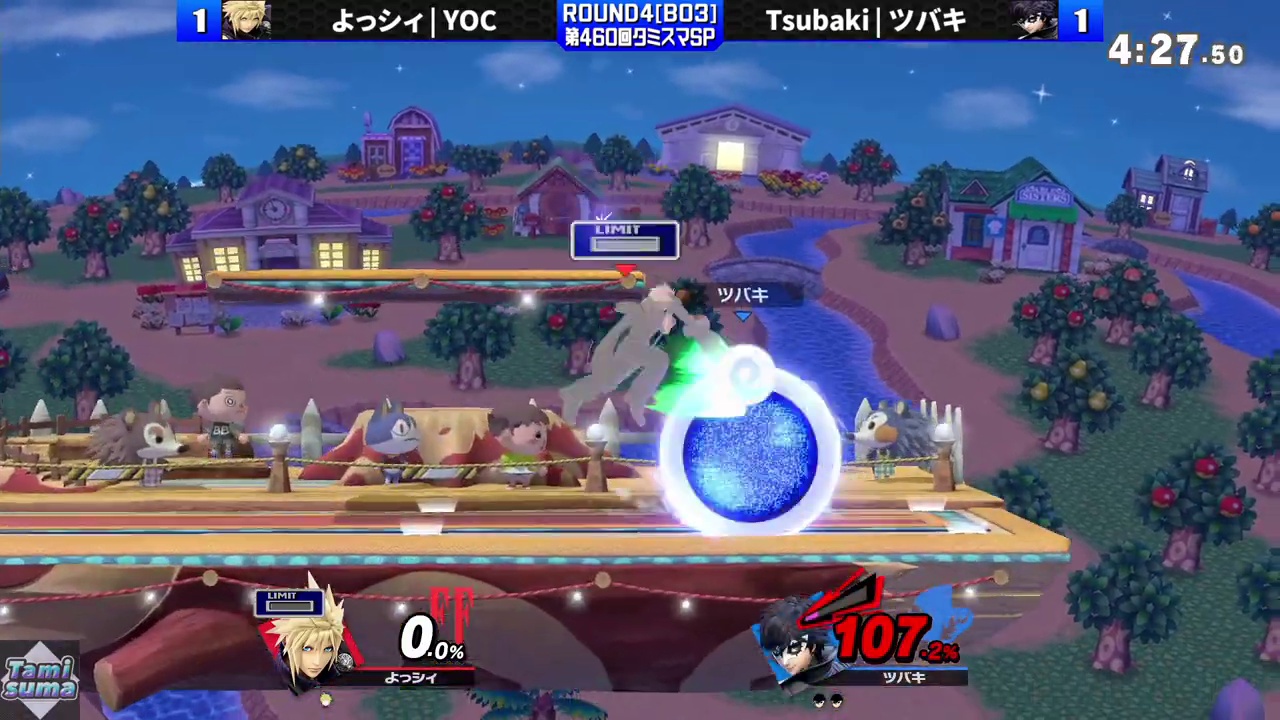 1
よっシィ|YOC
ROUND4[BO3]
第460回タミスマSP
Tsubaki|ツバキ
1
4:27.50
SISTERS
LIMIT
ツバキ
LIMIT
0.0%
よっシィ
107.2%
ツバキ
Tami
suma